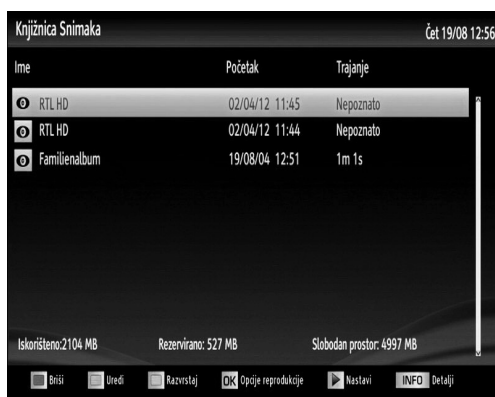 Knjižnica Snimaka Čet 19/08 12:56
Ime Početak Trajanje
RTL HD 02/04/12 11:45 Nepoznato
RTL HD 02/04/12 11:44 Nepoznato
Familienalbum 19/08/04 12:51 1m 1s
Iskorišteno:2104 MB Rezervirano: 527 MB Slobodan prostor: 4997 MB
Briši Uredi Razvrstaj OK Opcije reprodukcije Nastavi INFO Detalji